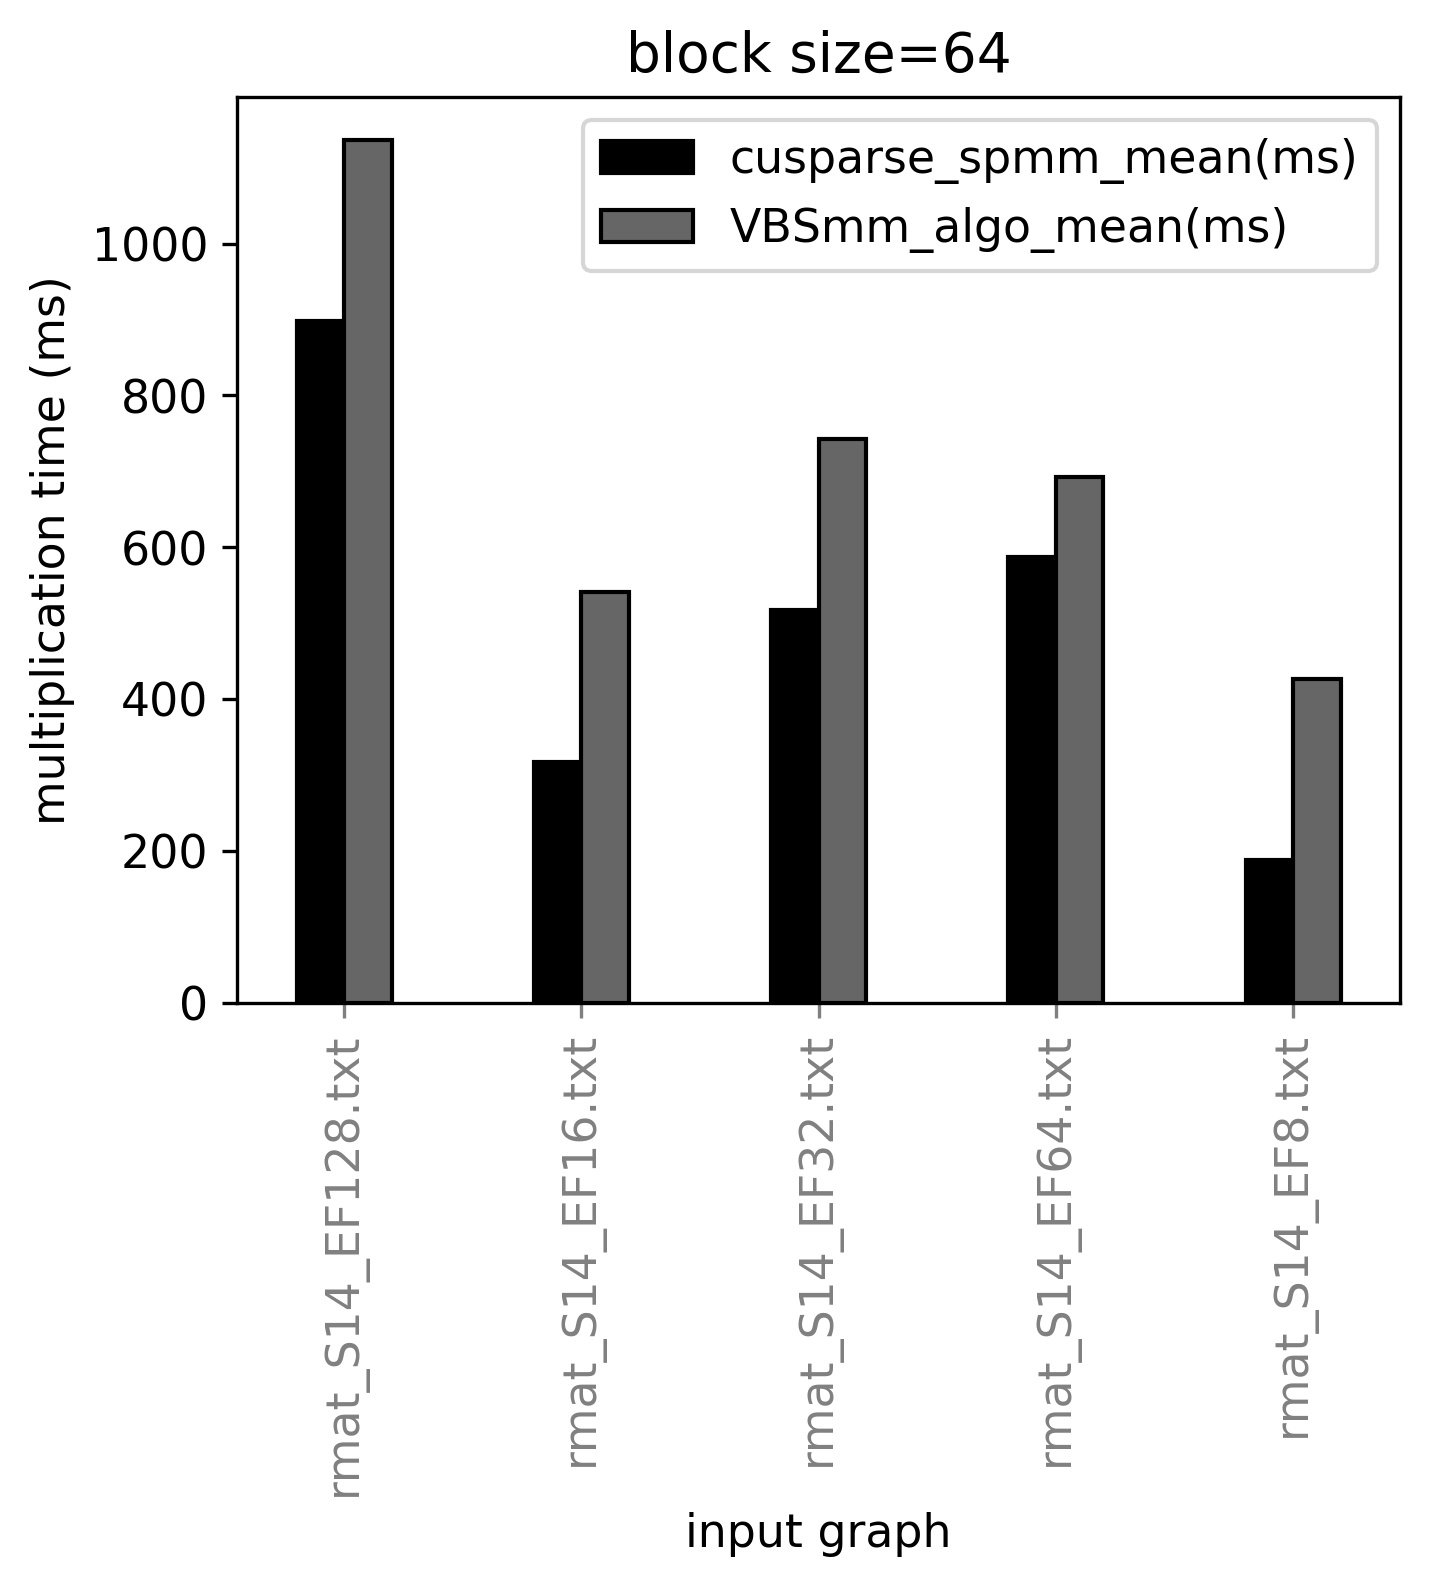 block size=64
cusparse_spmm_mean(ms)
VBSmm_algo_mean(ms)
multiplication time (ms)
1000
800
600
400
200
0
rmat_S14_EF128.txt
rmat_S14_EF16.txt
rmat_S14_EF32.txt
rmat_S14_EF64.txt
rmat_S14_EF8.txt
input graph